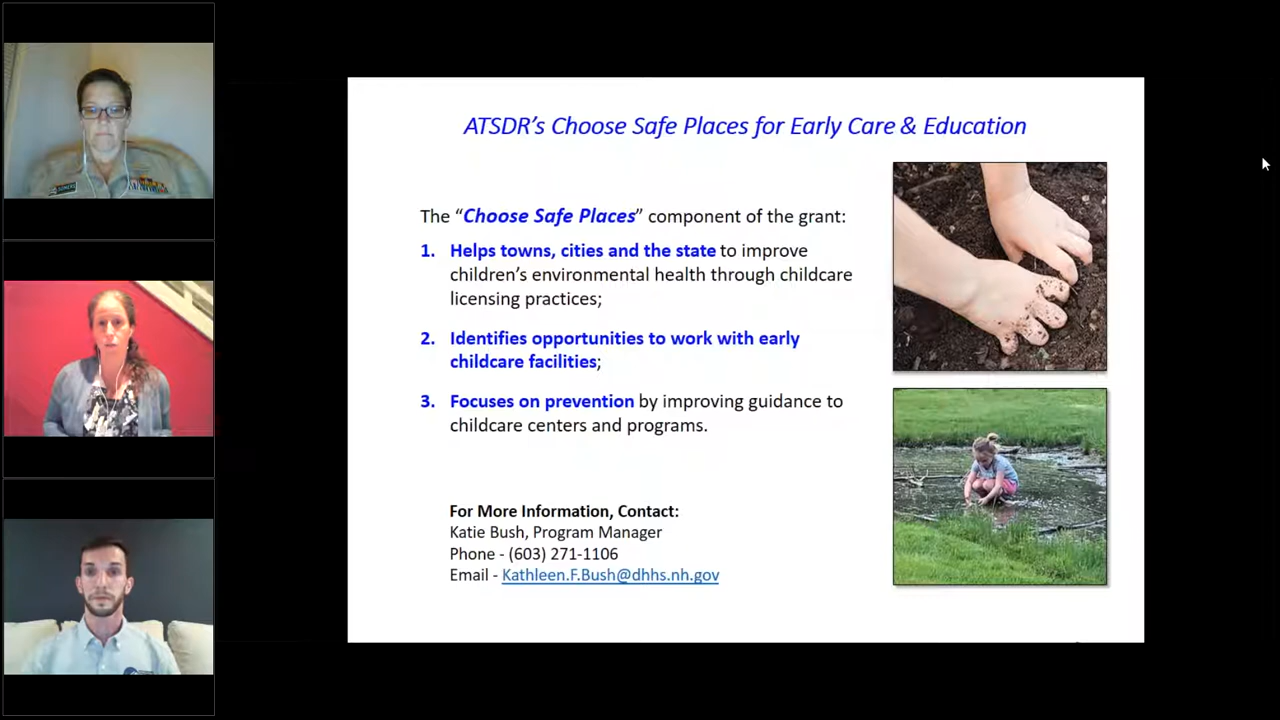 ATSDR's Choose Safe Places for Early Care & Education
The “Choose Safe Places” component of the grant:
1. Helps towns, cities and the state to improve
children's environmental health through childcare
licensing practices;
2. Identifies opportunities to work with early
childcare facilities;
3. Focuses on prevention by improving guidance to
childcare centers and programs.
For More Information, Contact:
Katie Bush, Program Manager
Phone - (603) 271-1106
Email - Kathleen.F.Bush@dhhs.nh.gov